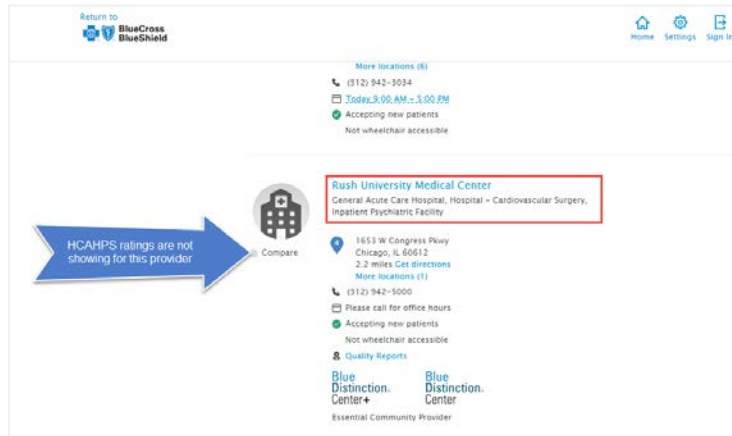 Return to
BlueCross
BlueShield
Home Settings Sign In
More locations (6)
(312) 942-3034
Today 9:00 AM - 5:00 PM
Accepting new patients
Not wheelchair accessible
Rush University Medical Center
General Acute Care Hospital, Hospital - Cardiovascular Surgery,
Inpatient Psychiatric Facility
HCAHPS ratings are not
showing for this provider
Compare
1653 W Congress Pkwy
Chicago, IL 60612
2.2 miles Get directions
More locations (1)
(312) 942-5000
Please call for office hours
Accepting new patients
Not wheelchair accessible
Quality Reports
Blue
Distinction.
Center+
Blue
Distinction.
Center
Essential Community Provider